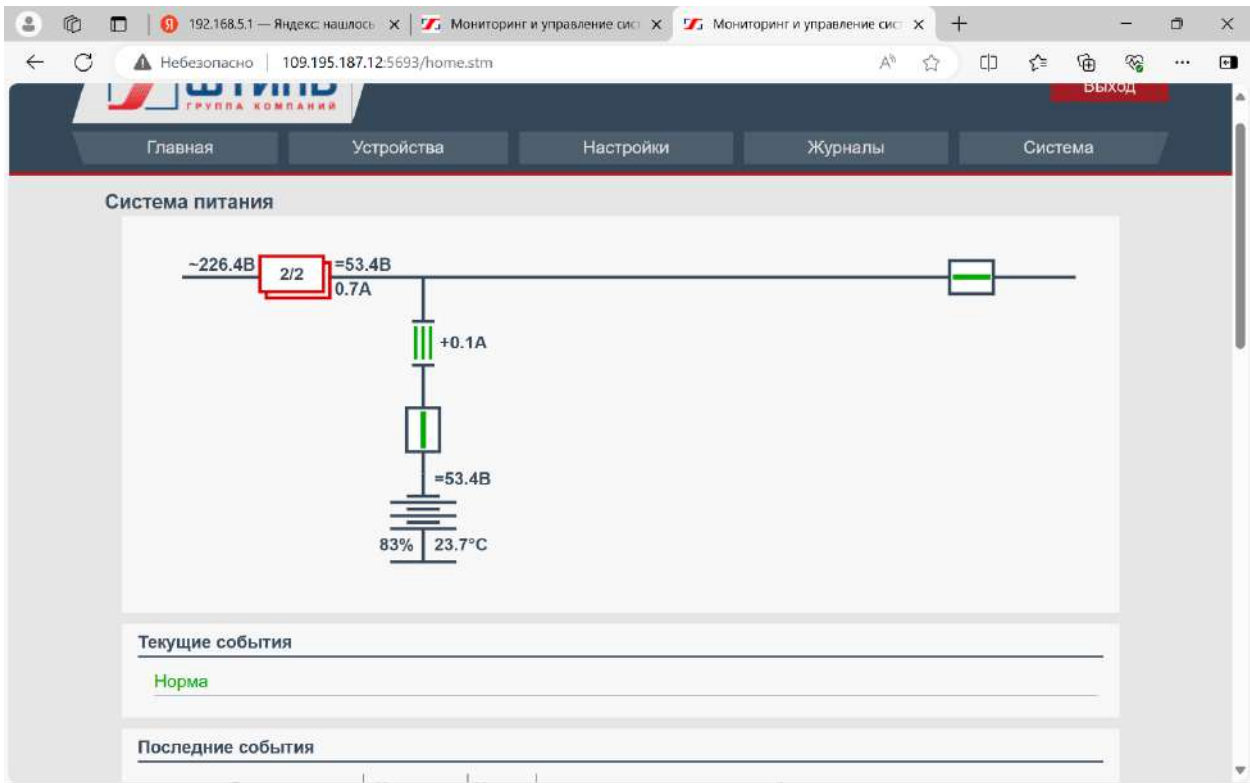 192.168.5.1 — Яндекс: нашлось
Мониторинг и управление сис
Мониторинг и управление сис
Небезопасно
109.195.187.12:5693/home.stm
ГРУППА КОМПАНИЙ
Выход
Главная
Устройства
Настройки
Журналы
Система
Система питания
~226.4В
2/2
=53.4В
0.7А
+0.1А
=53.4В
83%
23.7°C
Текущие события
Норма
Последние события